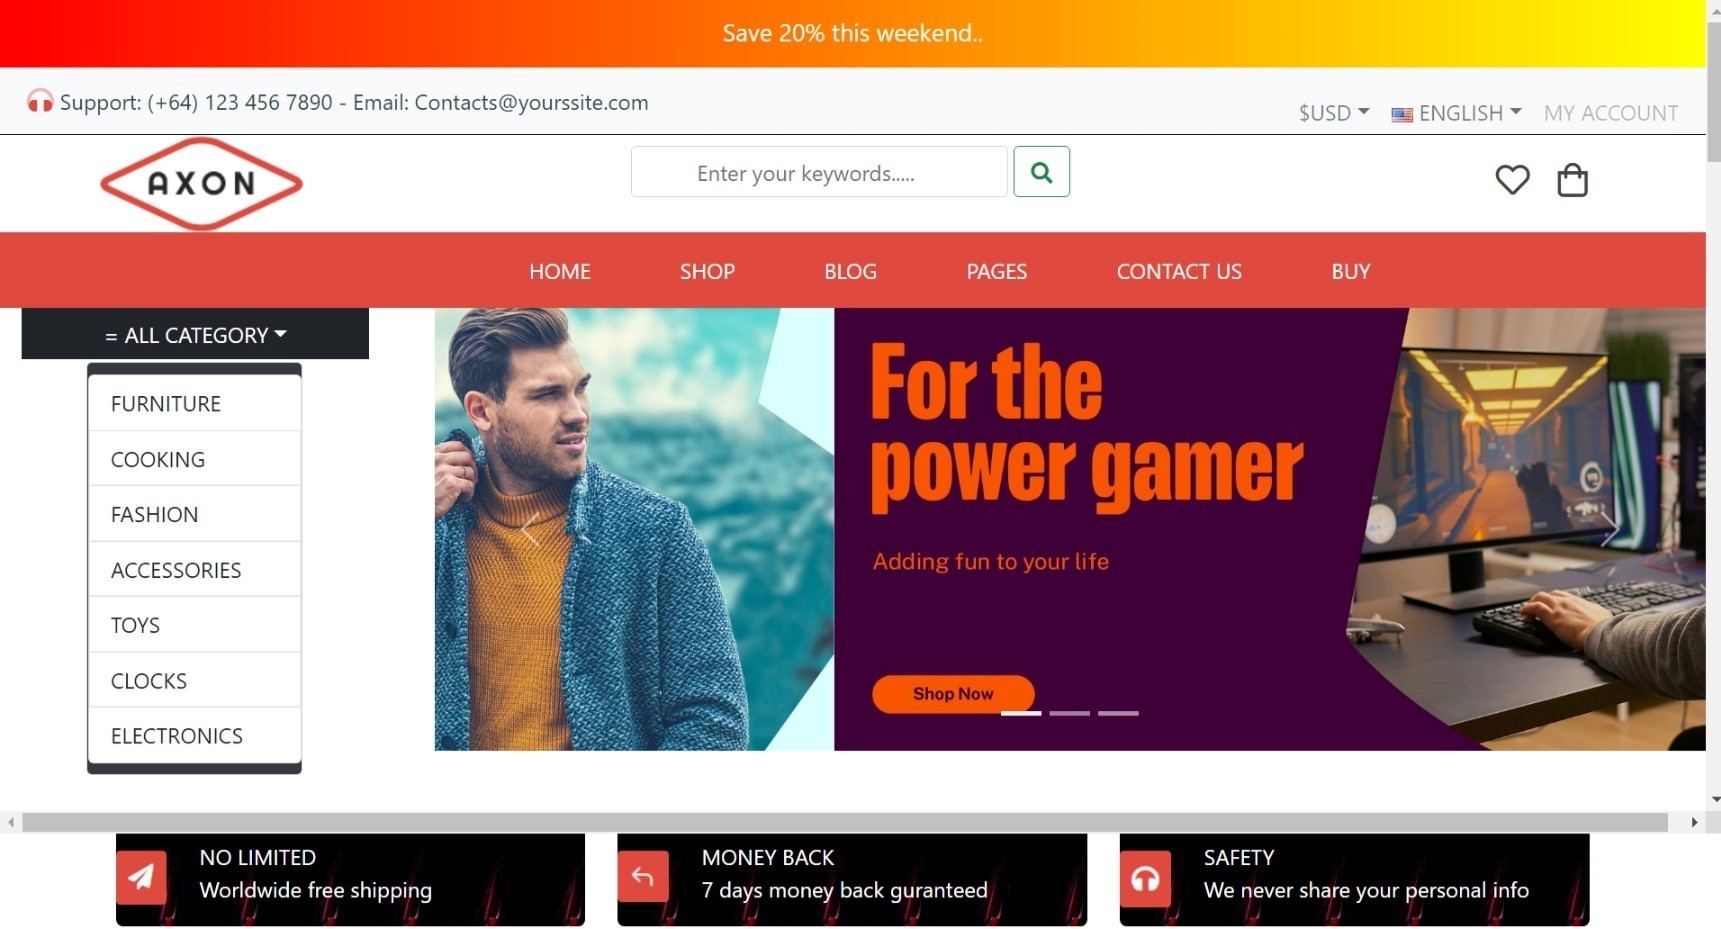 Save 20% this weekend..
Support: (+64) 123 456 7890 - Email: Contacts@yourssite.com
$USD ENGLISH MY ACCOUNT
AXON
Enter your keywords.....
HOME SHOP BLOG PAGES CONTACT US BUY
= ALL CATEGORY
FURNITURE
COOKING
FASHION
ACCESSORIES
TOYS
CLOCKS
ELECTRONICS
For the
power gamer
Adding fun to your life
Shop Now
NO LIMITED
Worldwide free shipping
MONEY BACK
7 days money back guranteed
SAFETY
We never share your personal info